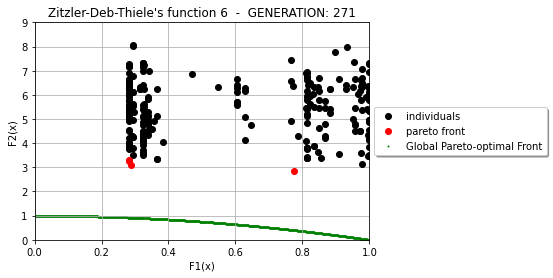 Zitzler-Deb-Thiele's function 6 - GENERATION: 271
9
8
7
6
5
4
3
2
1
0
F2(x)
0.0 0.2 0.4 0.6 0.8 1.0
F1(x)
individuals
pareto front
Global Pareto-optimal Front